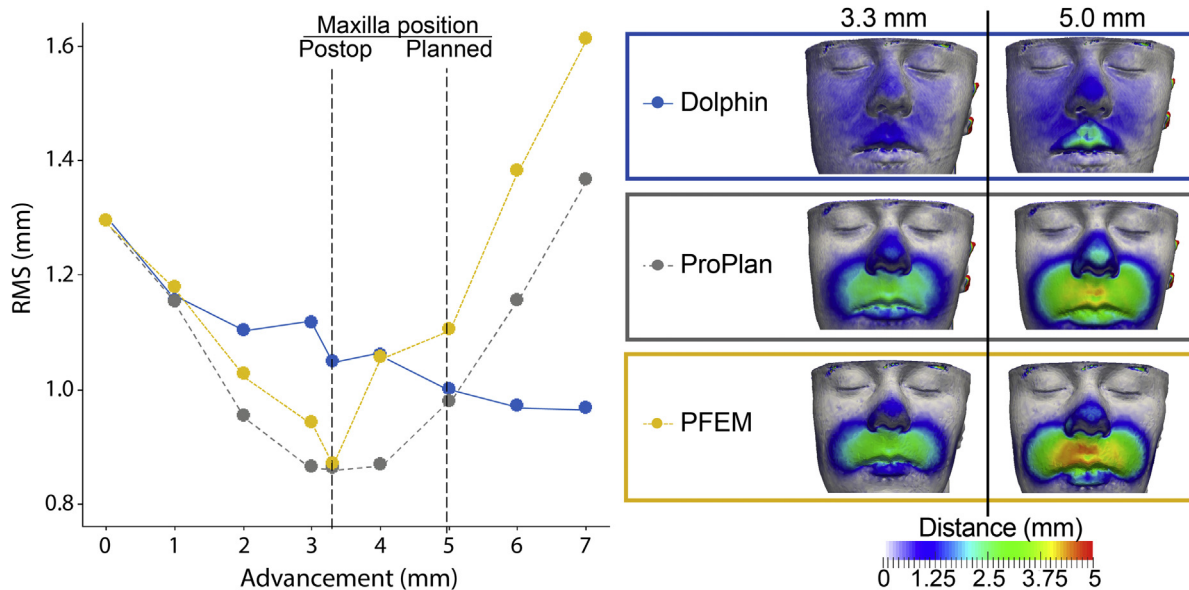 Maxilla position
Postop Planned
1.6
1.4
1.2
1.0
0.8
RMS (mm)
0 1 2 3 4 5 6 7
Advancement (mm)
3.3 mm 5.0 mm
Dolphin
ProPlan
PFEM
Distance (mm)
0 1.25 2.5 3.75 5